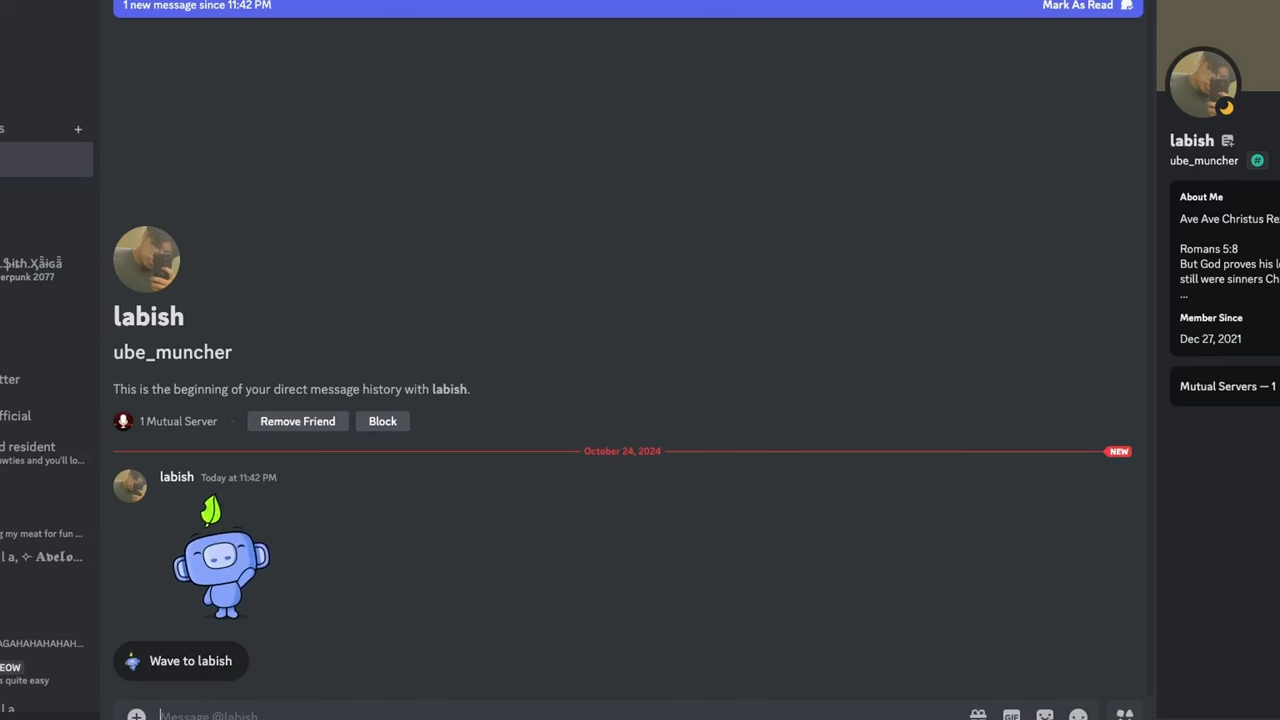 1 new message since 11:42 PM
Mark As Read
s
erpunk 2077
tter
fficial
d resident
wties and you'll lo...
g my meat for fun ...
l a, ✧ 𝕬𝖛𝖊𝖑𝖔...
AGAHAHAHAHAH...
EOW
s quite easy
l a
labish
ube_muncher
This is the beginning of your direct message history with labish.
1 Mutual Server
Remove Friend
Block
October 24, 2024
NEW
labish Today at 11:42 PM
Wave to labish
Message @labish
GIF
labish
ube_muncher
About Me
Ave Ave Christus Re
Romans 5:8
But God proves his l
still were sinners Ch
...
Member Since
Dec 27, 2021
Mutual Servers — 1